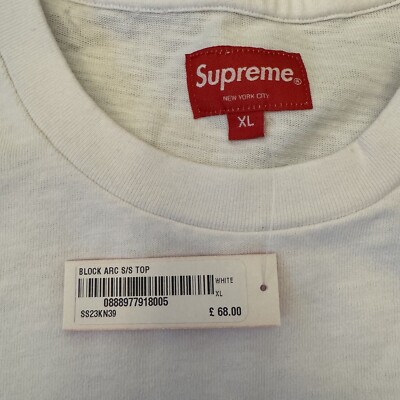 Supreme®
NEW YORK CITY
XL
BLOCK ARC S/S TOP
WHITE
XL
0888977918005
SS23KN39
£ 68.00